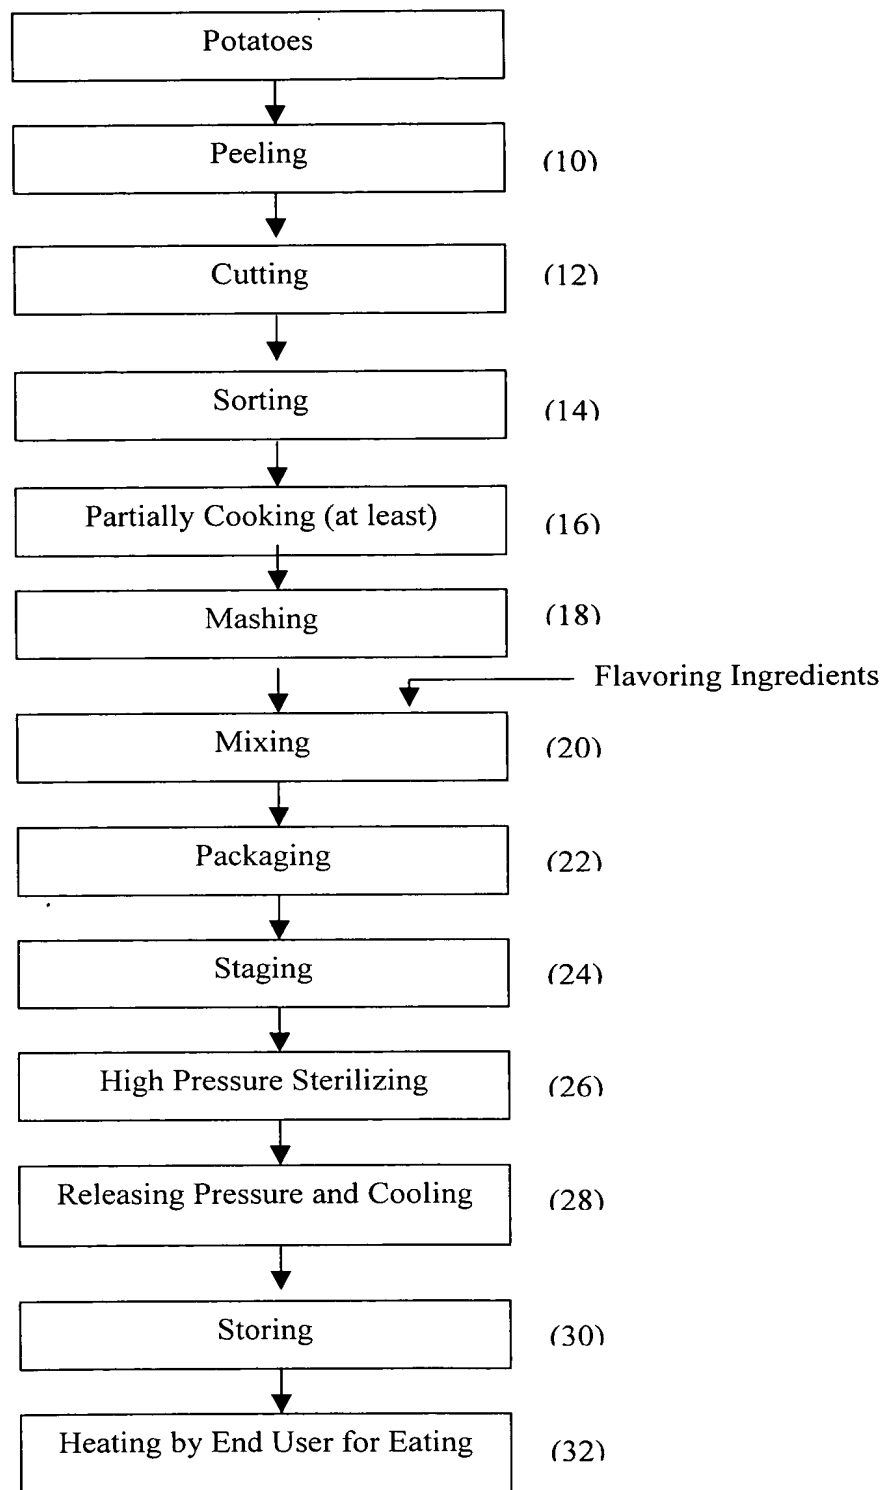 Potatoes
Peeling (10)
Cutting (12)
Sorting (14)
Partially Cooking (at least) (16)
Mashing (18)
Flavoring Ingredients
Mixing (20)
Packaging (22)
Staging (24)
High Pressure Sterilizing (26)
Releasing Pressure and Cooling (28)
Storing (30)
Heating by End User for Eating (32)